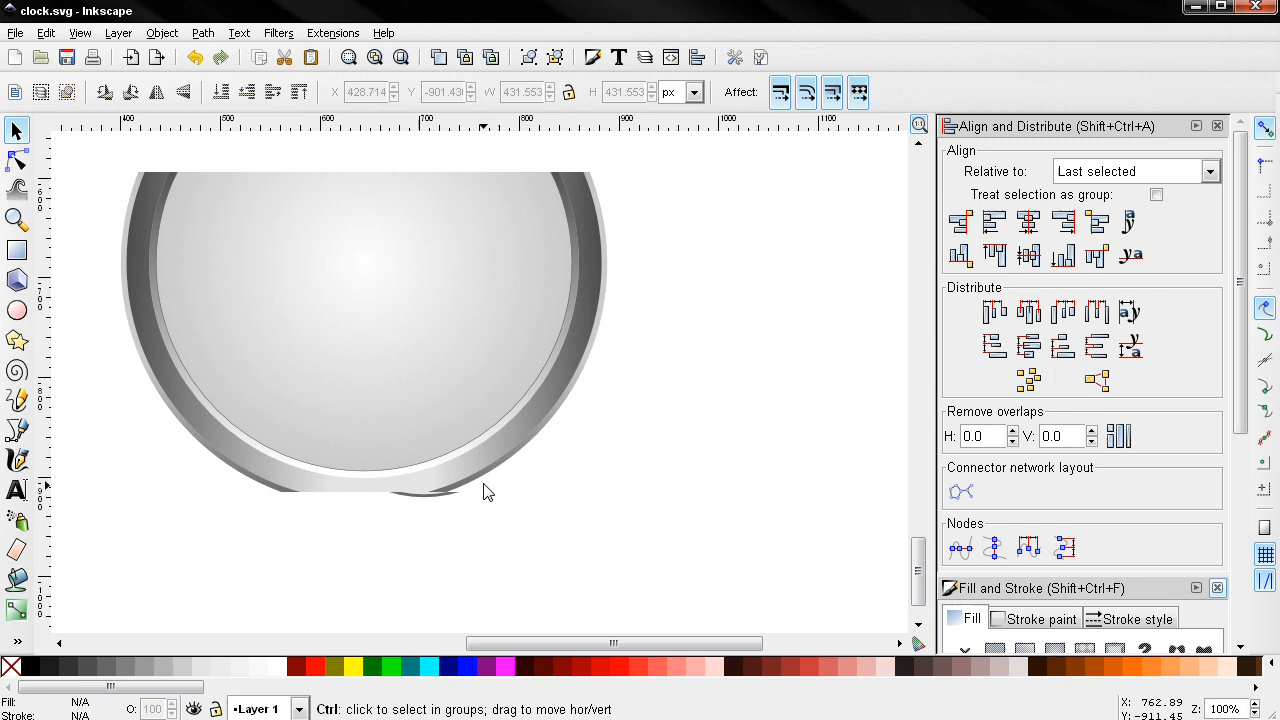 clock.svg - Inkscape
File Edit View Layer Object Path Text Filters Extensions Help
X 428.714 Y -901.43 W 431.553 H 431.553 px Affect:
400 500 600 700 800 900 1000 1100
Align and Distribute (Shift+Ctrl+A)
Align
Relative to: Last selected
Treat selection as group:
Distribute
Remove overlaps
H: 0.0 V: 0.0
Connector network layout
Nodes
Fill and Stroke (Shift+Ctrl+F)
Fill Stroke paint Stroke style
Fill: N/A
Stroke: N/A
O: 100
•Layer 1
Ctrl: click to select in groups; drag to move hor/vert
X: 762.89
Z: 100%